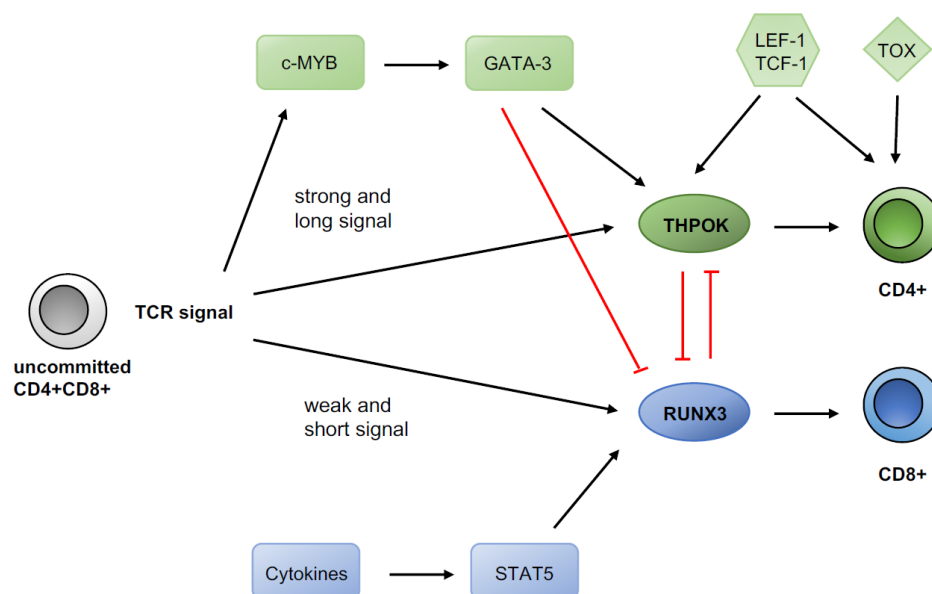 c-MYB
GATA-3
LEF-1
TCF-1
TOX
strong and
long signal
THPOK
CD4+
TCR signal
uncommitted
CD4+CD8+
weak and
short signal
RUNX3
CD8+
Cytokines
STAT5